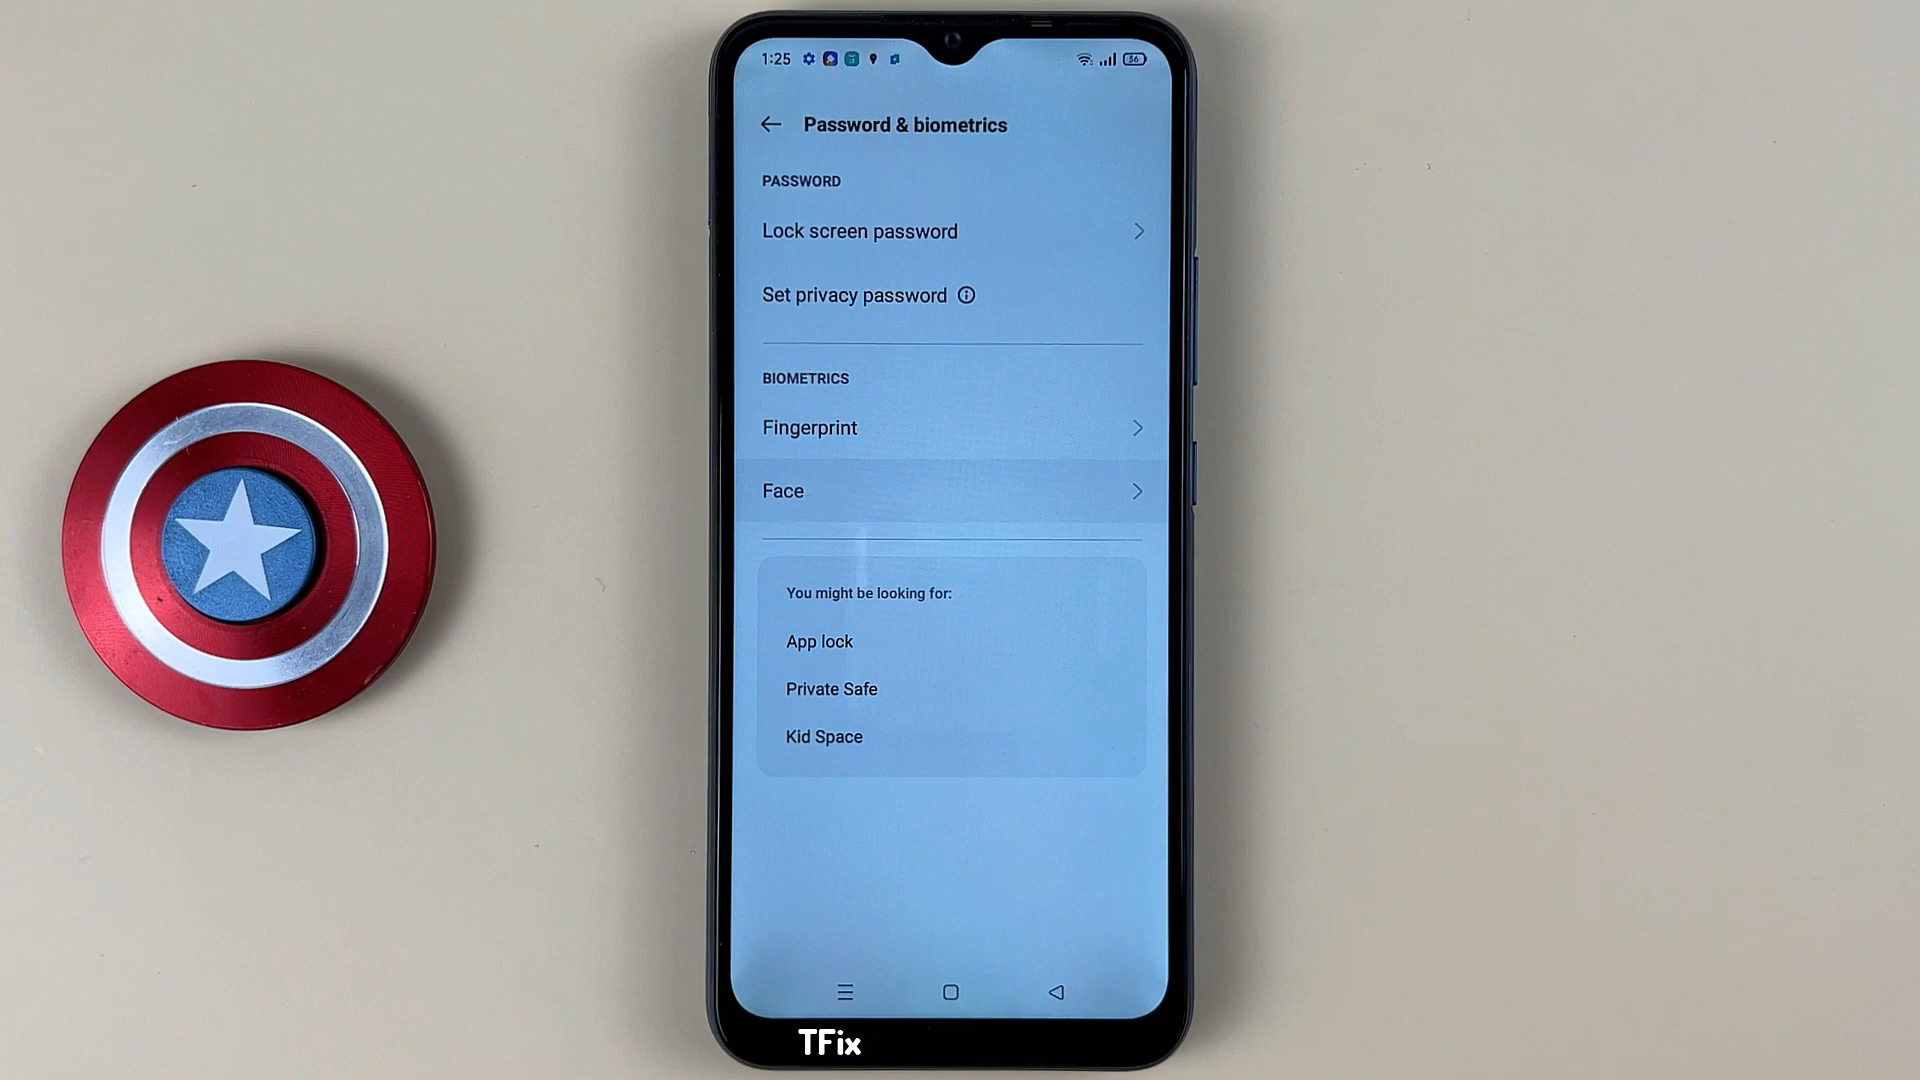 1:25
36
Password & biometrics
PASSWORD
Lock screen password
Set privacy password
BIOMETRICS
Fingerprint
Face
You might be looking for:
App lock
Private Safe
Kid Space
TFix